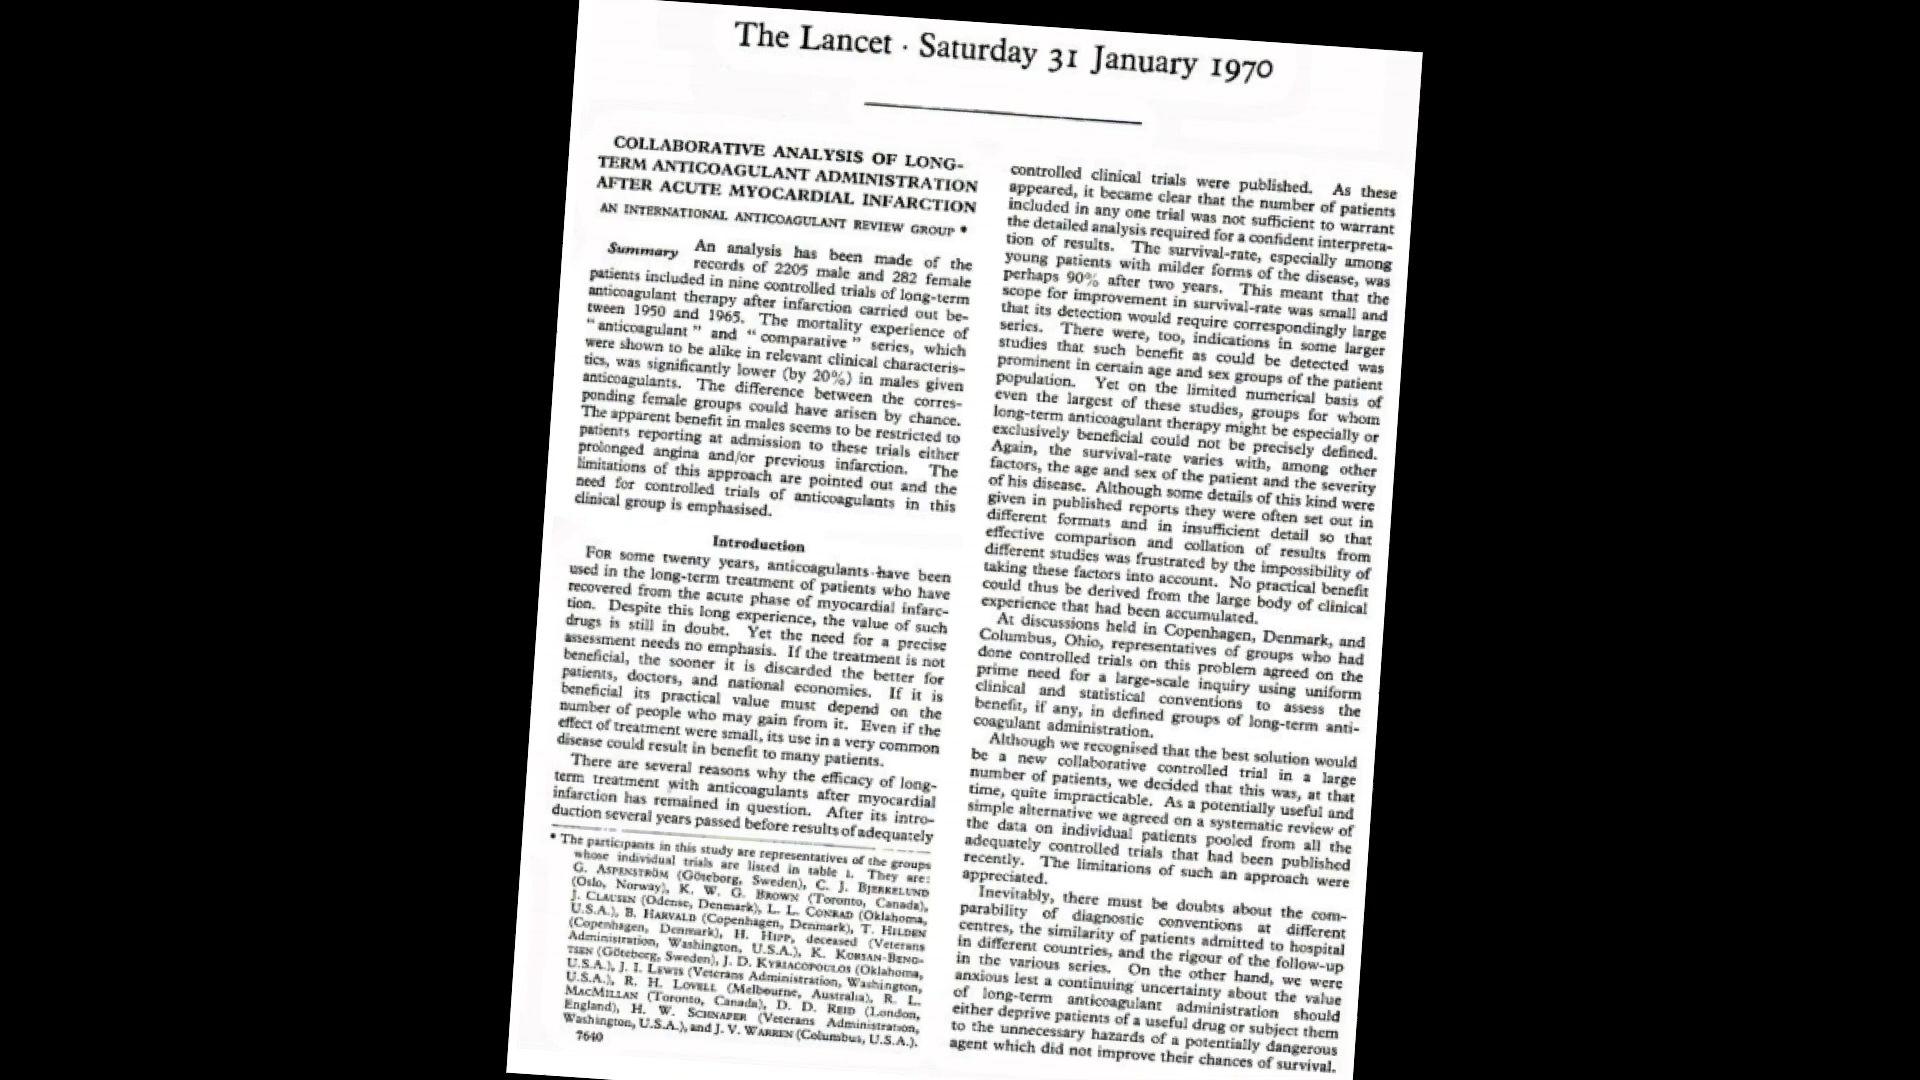 The Lancet · Saturday 31 January 1970
COLLABORATIVE ANALYSIS OF LONG-
TERM ANTICOAGULANT ADMINISTRATION
AFTER ACUTE MYOCARDIAL INFARCTION
AN INTERNATIONAL ANTICOAGULANT REVIEW GROUP *
Summary An analysis has been made of the
records of 2205 male and 282 female
patients included in nine controlled trials of long-term
anticoagulant therapy after infarction carried out be-
tween 1950 and 1965. The mortality experience of
“ anticoagulant ” and “ comparative ” series, which
were shown to be alike in relevant clinical characteris-
tics, was significantly lower (by 20%) in males given
anticoagulants. The difference between the corres-
ponding female groups could have arisen by chance.
The apparent benefit in males seems to be restricted to
patients reporting at admission to these trials either
prolonged angina and/or previous infarction. The
limitations of this approach are pointed out and the
need for controlled trials of anticoagulants in this
clinical group is emphasised.
Introduction
FOR some twenty years, anticoagulants have been
used in the long-term treatment of patients who have
recovered from the acute phase of myocardial infarc-
tion. Despite this long experience, the value of such
drugs is still in doubt. Yet the need for a precise
assessment needs no emphasis. If the treatment is not
beneficial, the sooner it is discarded the better for
patients, doctors, and national economies. If it is
beneficial its practical value must depend on the
number of people who may gain from it. Even if the
effect of treatment were small, its use in a very common
disease could result in benefit to many patients.
There are several reasons why the efficacy of long-
term treatment with anticoagulants after myocardial
infarction has remained in question. After its intro-
duction several years passed before results of adequately
* The participants in this study are representatives of the groups
whose individual trials are listed in table I. They are:
G. ASPENSTRÖM (Göteborg, Sweden), C. J. BJERKELUND
(Oslo, Norway), K. W. G. BROWN (Toronto, Canada),
J. CLAUSEN (Odense, Denmark), L. L. CONRAD (Oklahoma,
U.S.A.), B. HARVALD (Copenhagen, Denmark), T. HILDEN
(Copenhagen, Denmark), H. HIPP, deceased (Veterans
Administration, Washington, U.S.A.), K. KORSAN-BENG-
TSEN (Göteborg, Sweden), J. D. KYRIACOPOULOS (Oklahoma,
U.S.A.), J. I. LEWIS (Veterans Administration, Washington,
U.S.A.), R. H. LOVELL (Melbourne, Australia), R. L.
MACMILLAN (Toronto, Canada), D. D. REID (London,
England), H. W. SCHNAPER (Veterans Administration,
Washington, U.S.A.), and J. V. WARREN (Columbus, U.S.A.).
7640
controlled clinical trials were published. As these
appeared, it became clear that the number of patients
included in any one trial was not sufficient to warrant
the detailed analysis required for a confident interpreta-
tion of results. The survival-rate, especially among
young patients with milder forms of the disease, was
perhaps 90% after two years. This meant that the
scope for improvement in survival-rate was small and
that its detection would require correspondingly large
series. There were, too, indications in some larger
studies that such benefit as could be detected was
prominent in certain age and sex groups of the patient
population. Yet on the limited numerical basis of
even the largest of these studies, groups for whom
long-term anticoagulant therapy might be especially or
exclusively beneficial could not be precisely defined.
Again, the survival-rate varies with, among other
factors, the age and sex of the patient and the severity
of his disease. Although some details of this kind were
given in published reports they were often set out in
different formats and in insufficient detail so that
effective comparison and collation of results from
different studies was frustrated by the impossibility of
taking these factors into account. No practical benefit
could thus be derived from the large body of clinical
experience that had been accumulated.
At discussions held in Copenhagen, Denmark, and
Columbus, Ohio, representatives of groups who had
done controlled trials on this problem agreed on the
prime need for a large-scale inquiry using uniform
clinical and statistical conventions to assess the
benefit, if any, in defined groups of long-term anti-
coagulant administration.
Although we recognised that the best solution would
be a new collaborative controlled trial in a large
number of patients, we decided that this was, at that
time, quite impracticable. As a potentially useful and
simple alternative we agreed on a systematic review of
the data on individual patients pooled from all the
adequately controlled trials that had been published
recently. The limitations of such an approach were
appreciated.
Inevitably, there must be doubts about the com-
parability of diagnostic conventions at different
centres, the similarity of patients admitted to hospital
in different countries, and the rigour of the follow-up
in the various series. On the other hand, we were
anxious lest a continuing uncertainty about the value
of long-term anticoagulant administration should
either deprive patients of a useful drug or subject them
to the unnecessary hazards of a potentially dangerous
agent which did not improve their chances of survival.